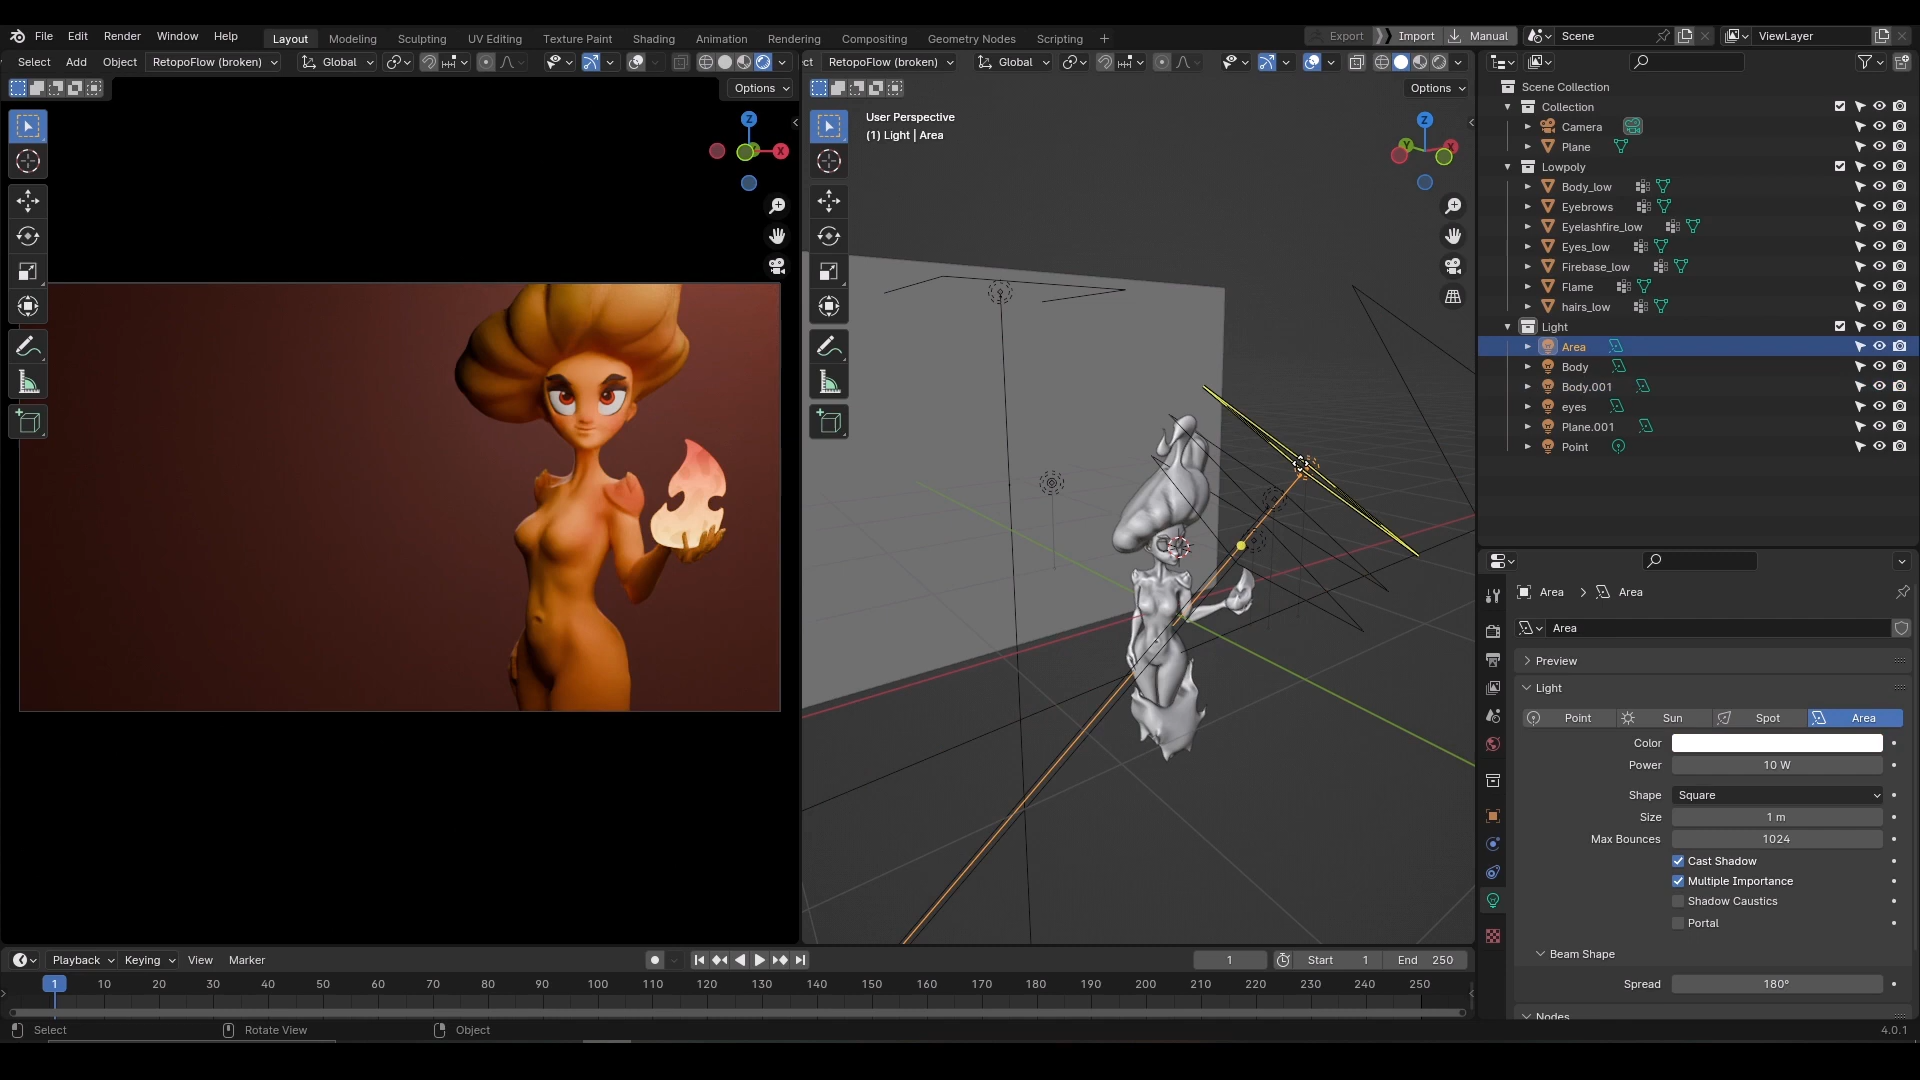 File Edit Render Window Help Layout Modeling Sculpting UV Editing Texture Paint Shading Animation Rendering Compositing Geometry Nodes Scripting + Export Import Manual Scene ViewLayer
Select Add Object RetopoFlow (broken) Global ct RetopoFlow (broken) Global
Options Options
User Perspective
(1) Light | Area
Z X
Z Y X
Scene Collection
Collection
Camera
Plane
Lowpoly
Body_low
Eyebrows
Eyelashfire_low
Eyes_low
Firebase_low
Flame
hairs_low
Light
Area
Body
Body.001
eyes
Plane.001
Point
Area > Area
Area
Preview
Light
Point Sun Spot Area
Color
Power 10 W
Shape Square
Size 1 m
Max Bounces 1024
Cast Shadow
Multiple Importance
Shadow Caustics
Portal
Beam Shape
Spread 180°
Nodes
Playback Keying View Marker 1 Start 1 End 250
1 10 20 30 40 50 60 70 80 90 100 110 120 130 140 150 160 170 180 190 200 210 220 230 240 250
Select Rotate View Object 4.0.1